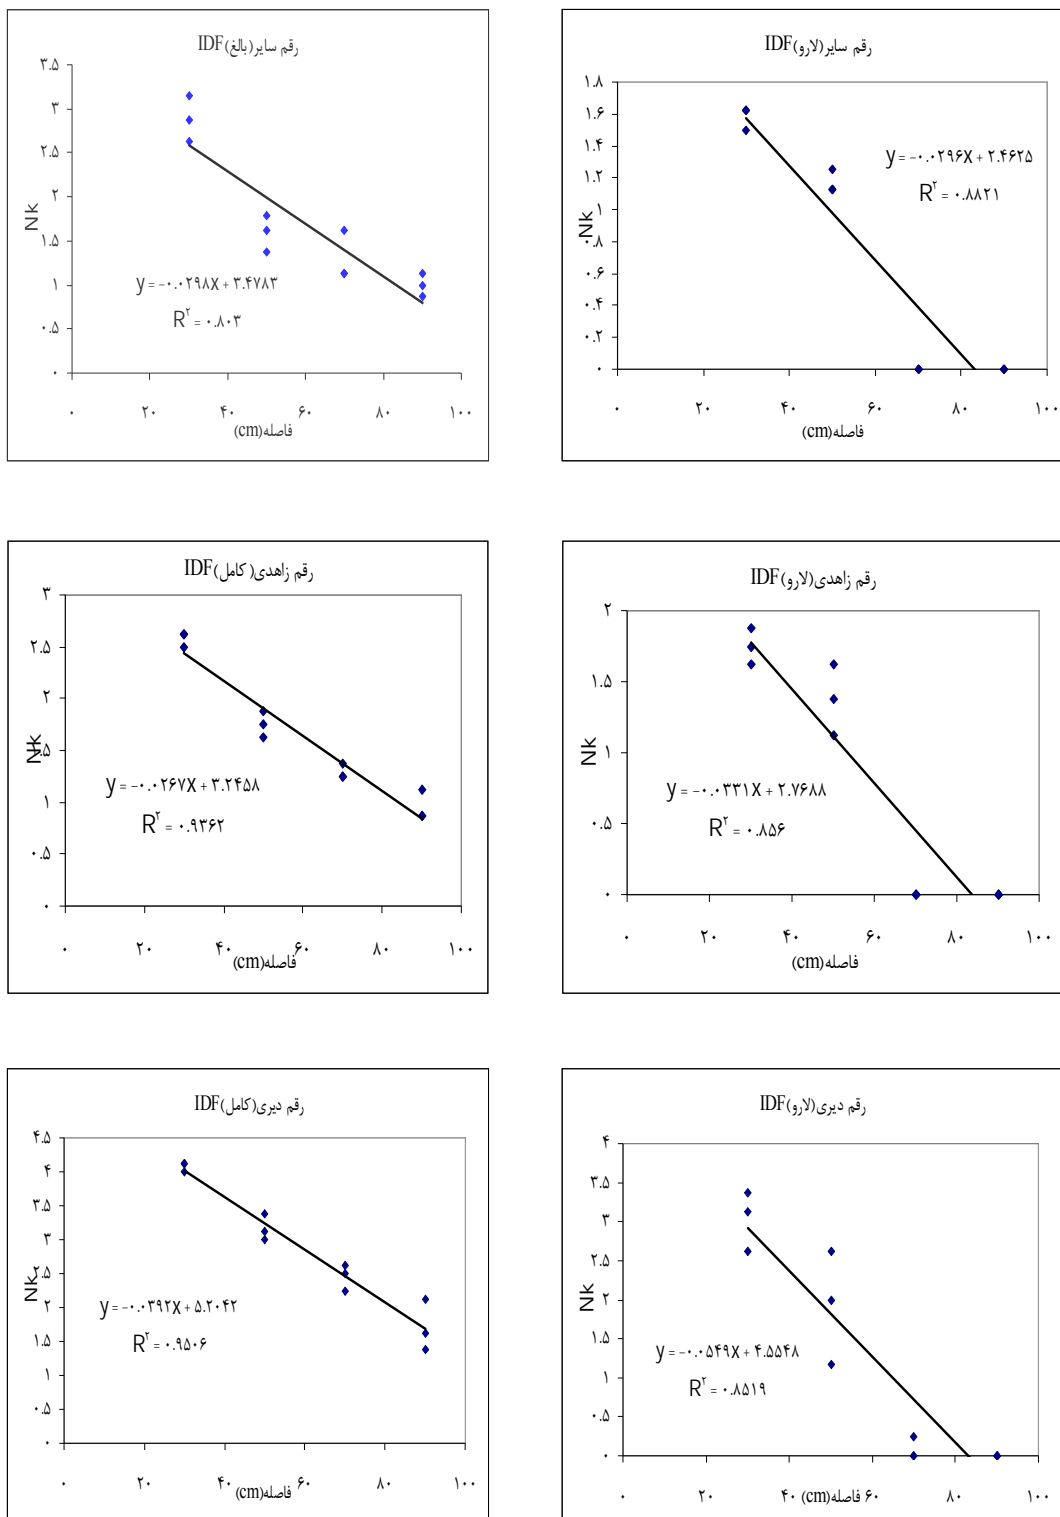 رقم سایر(بالغ)IDF
۳.۵
۳
۲.۵
۲
۱.۵
۱
۰.۵
۰
Nk
y = -۰.۰۲۹۸x + ۳.۴۷۸۳
R۲ = ۰.۸۰۳
۰ ۲۰ ۴۰ ۶۰ ۸۰ ۱۰۰
فاصله(cm)
رقم سایر(لارو)IDF
۱.۸
۱.۶
۱.۴
۱.۲
۱
۰.۸
۰.۶
۰.۴
۰.۲
۰
Nk
y = -۰.۰۲۹۶x + ۲.۴۶۲۵
R۲ = ۰.۸۸۲۱
۰ ۲۰ ۴۰ ۶۰ ۸۰ ۱۰۰
فاصله(cm)
رقم زاهدی(کامل)IDF
۳
۲.۵
۲
۱.۵
۱
۰.۵
۰
Nk
y = -۰.۰۲۶۷x + ۳.۲۴۵۸
R۲ = ۰.۹۳۶۲
۰ ۲۰ ۴۰ ۶۰ ۸۰ ۱۰۰
فاصله(cm)
رقم زاهدی(لارو)IDF
۲
۱.۵
۱
۰.۵
۰
Nk
y = -۰.۰۳۳۱x + ۲.۷۶۸۸
R۲ = ۰.۸۵۶
۰ ۲۰ ۴۰ ۶۰ ۸۰ ۱۰۰
فاصله(cm)
رقم دیری(کامل)IDF
۴.۵
۴
۳.۵
۳
۲.۵
۲
۱.۵
۱
۰.۵
۰
Nk
y = -۰.۰۳۹۲x + ۵.۲۰۴۲
R۲ = ۰.۹۵۰۶
۰ ۲۰ ۴۰ ۶۰ ۸۰ ۱۰۰
فاصله(cm)
رقم دیری(لارو)IDF
۴
۳.۵
۳
۲.۵
۲
۱.۵
۱
۰.۵
۰
Nk
y = -۰.۰۵۴۹x + ۴.۵۵۴۸
R۲ = ۰.۸۵۱۹
۰ ۲۰ ۴۰ ۶۰ ۸۰ ۱۰۰
فاصله(cm)